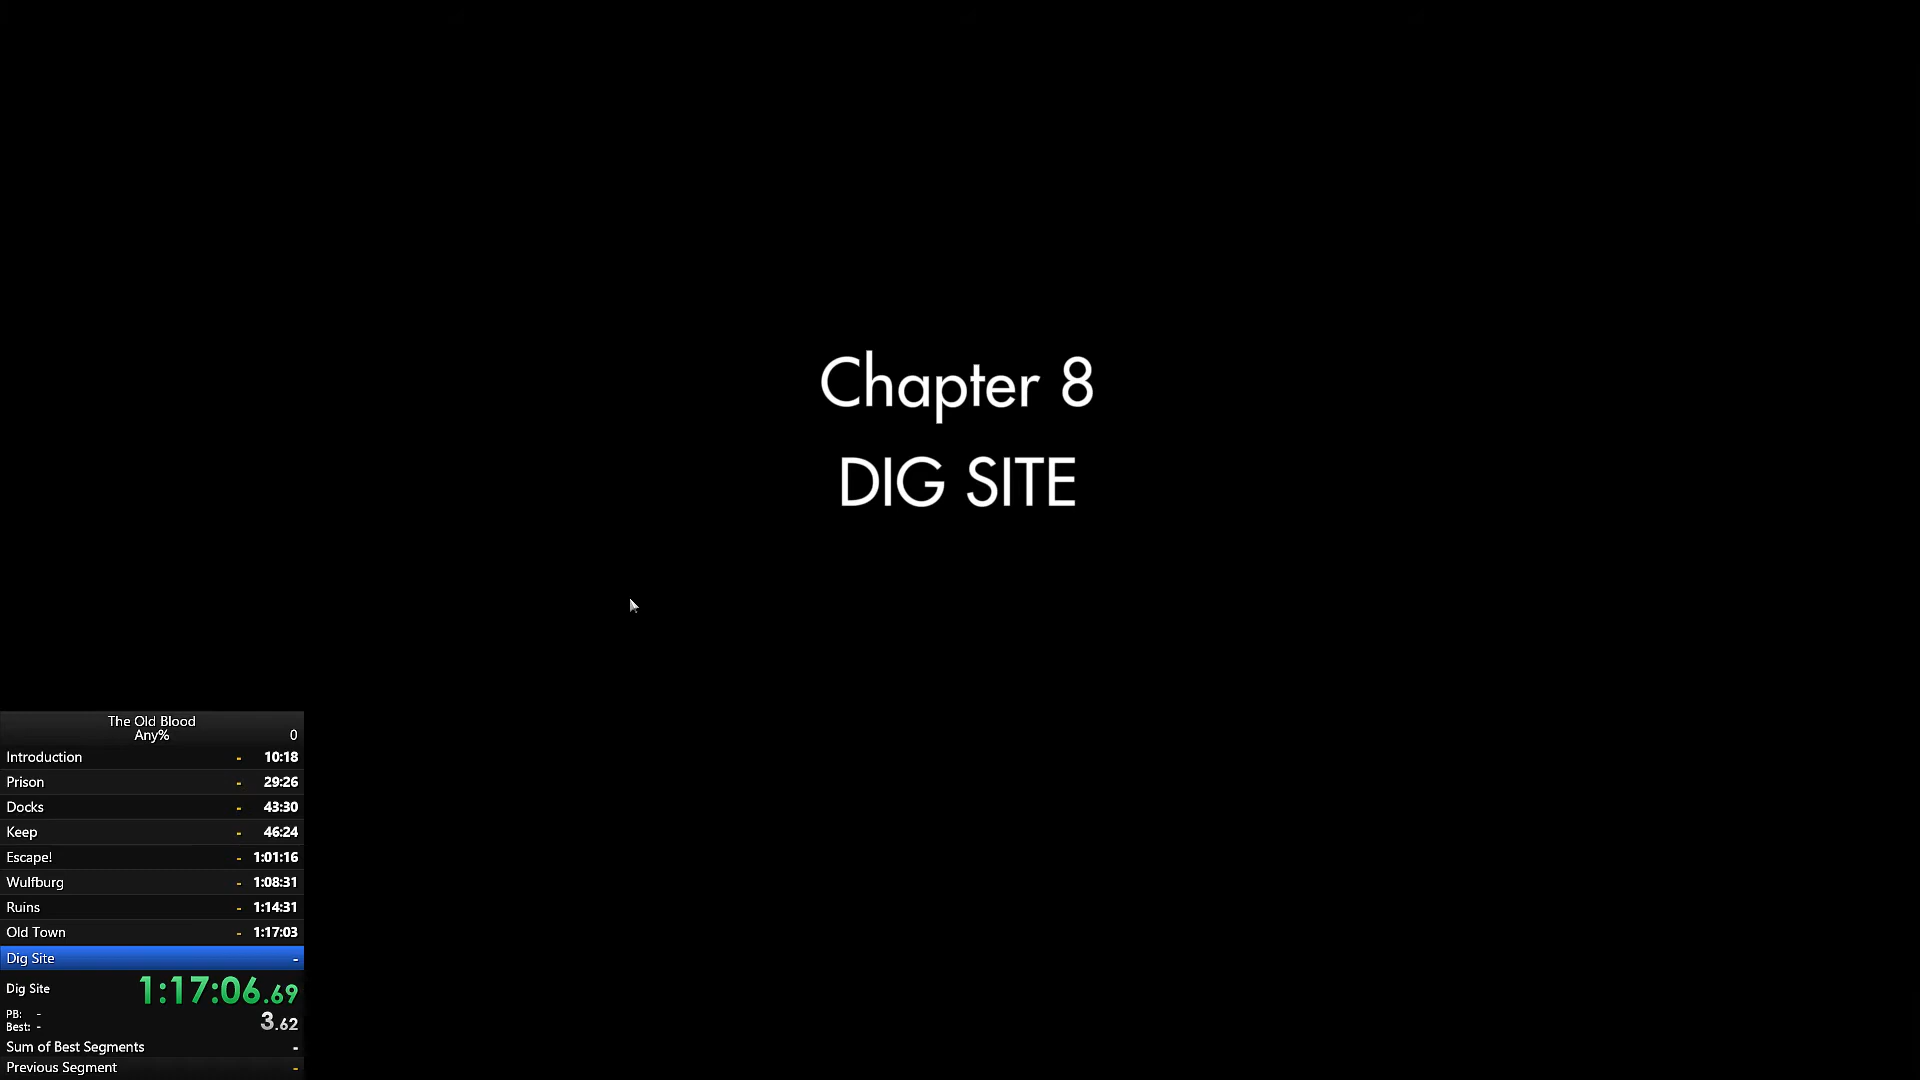 Chapter 8
DIG SITE
The Old Blood
Any% 0
Introduction - 10:18
Prison - 29:26
Docks - 43:30
Keep - 46:24
Escape! - 1:01:16
Wulfburg - 1:08:31
Ruins - 1:14:31
Old Town - 1:17:03
Dig Site -
Dig Site 1:17:06.69
PB: -
Best: - 3.62
Sum of Best Segments -
Previous Segment -